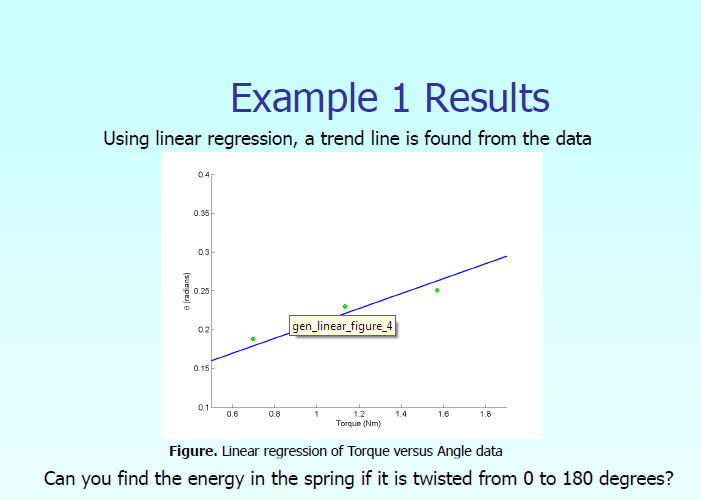 Example 1 Results
Using linear regression, a trend line is found from the data
0.4
0.35
0.3
0.25
0.2
0.15
0.1
θ (radians)
gen_linear_figure_4
0.6 0.8 1 1.2 1.4 1.6 1.8
Torque (Nm)
Figure. Linear regression of Torque versus Angle data
Can you find the energy in the spring if it is twisted from 0 to 180 degrees?